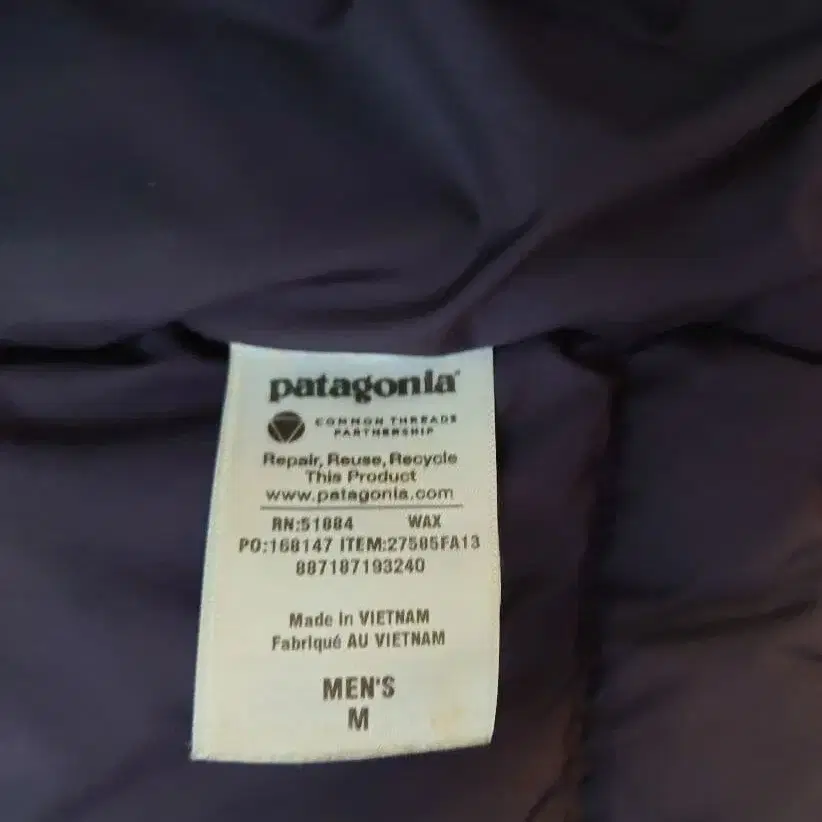 patagonia®
COMMON THREADS
PARTNERSHIP
Repair, Reuse, Recycle
This Product
www.patagonia.com
RN:51884 WAX
PO:168147 ITEM:27585FA13
887187193240
Made in VIETNAM
Fabriqué AU VIETNAM
MEN'S
M